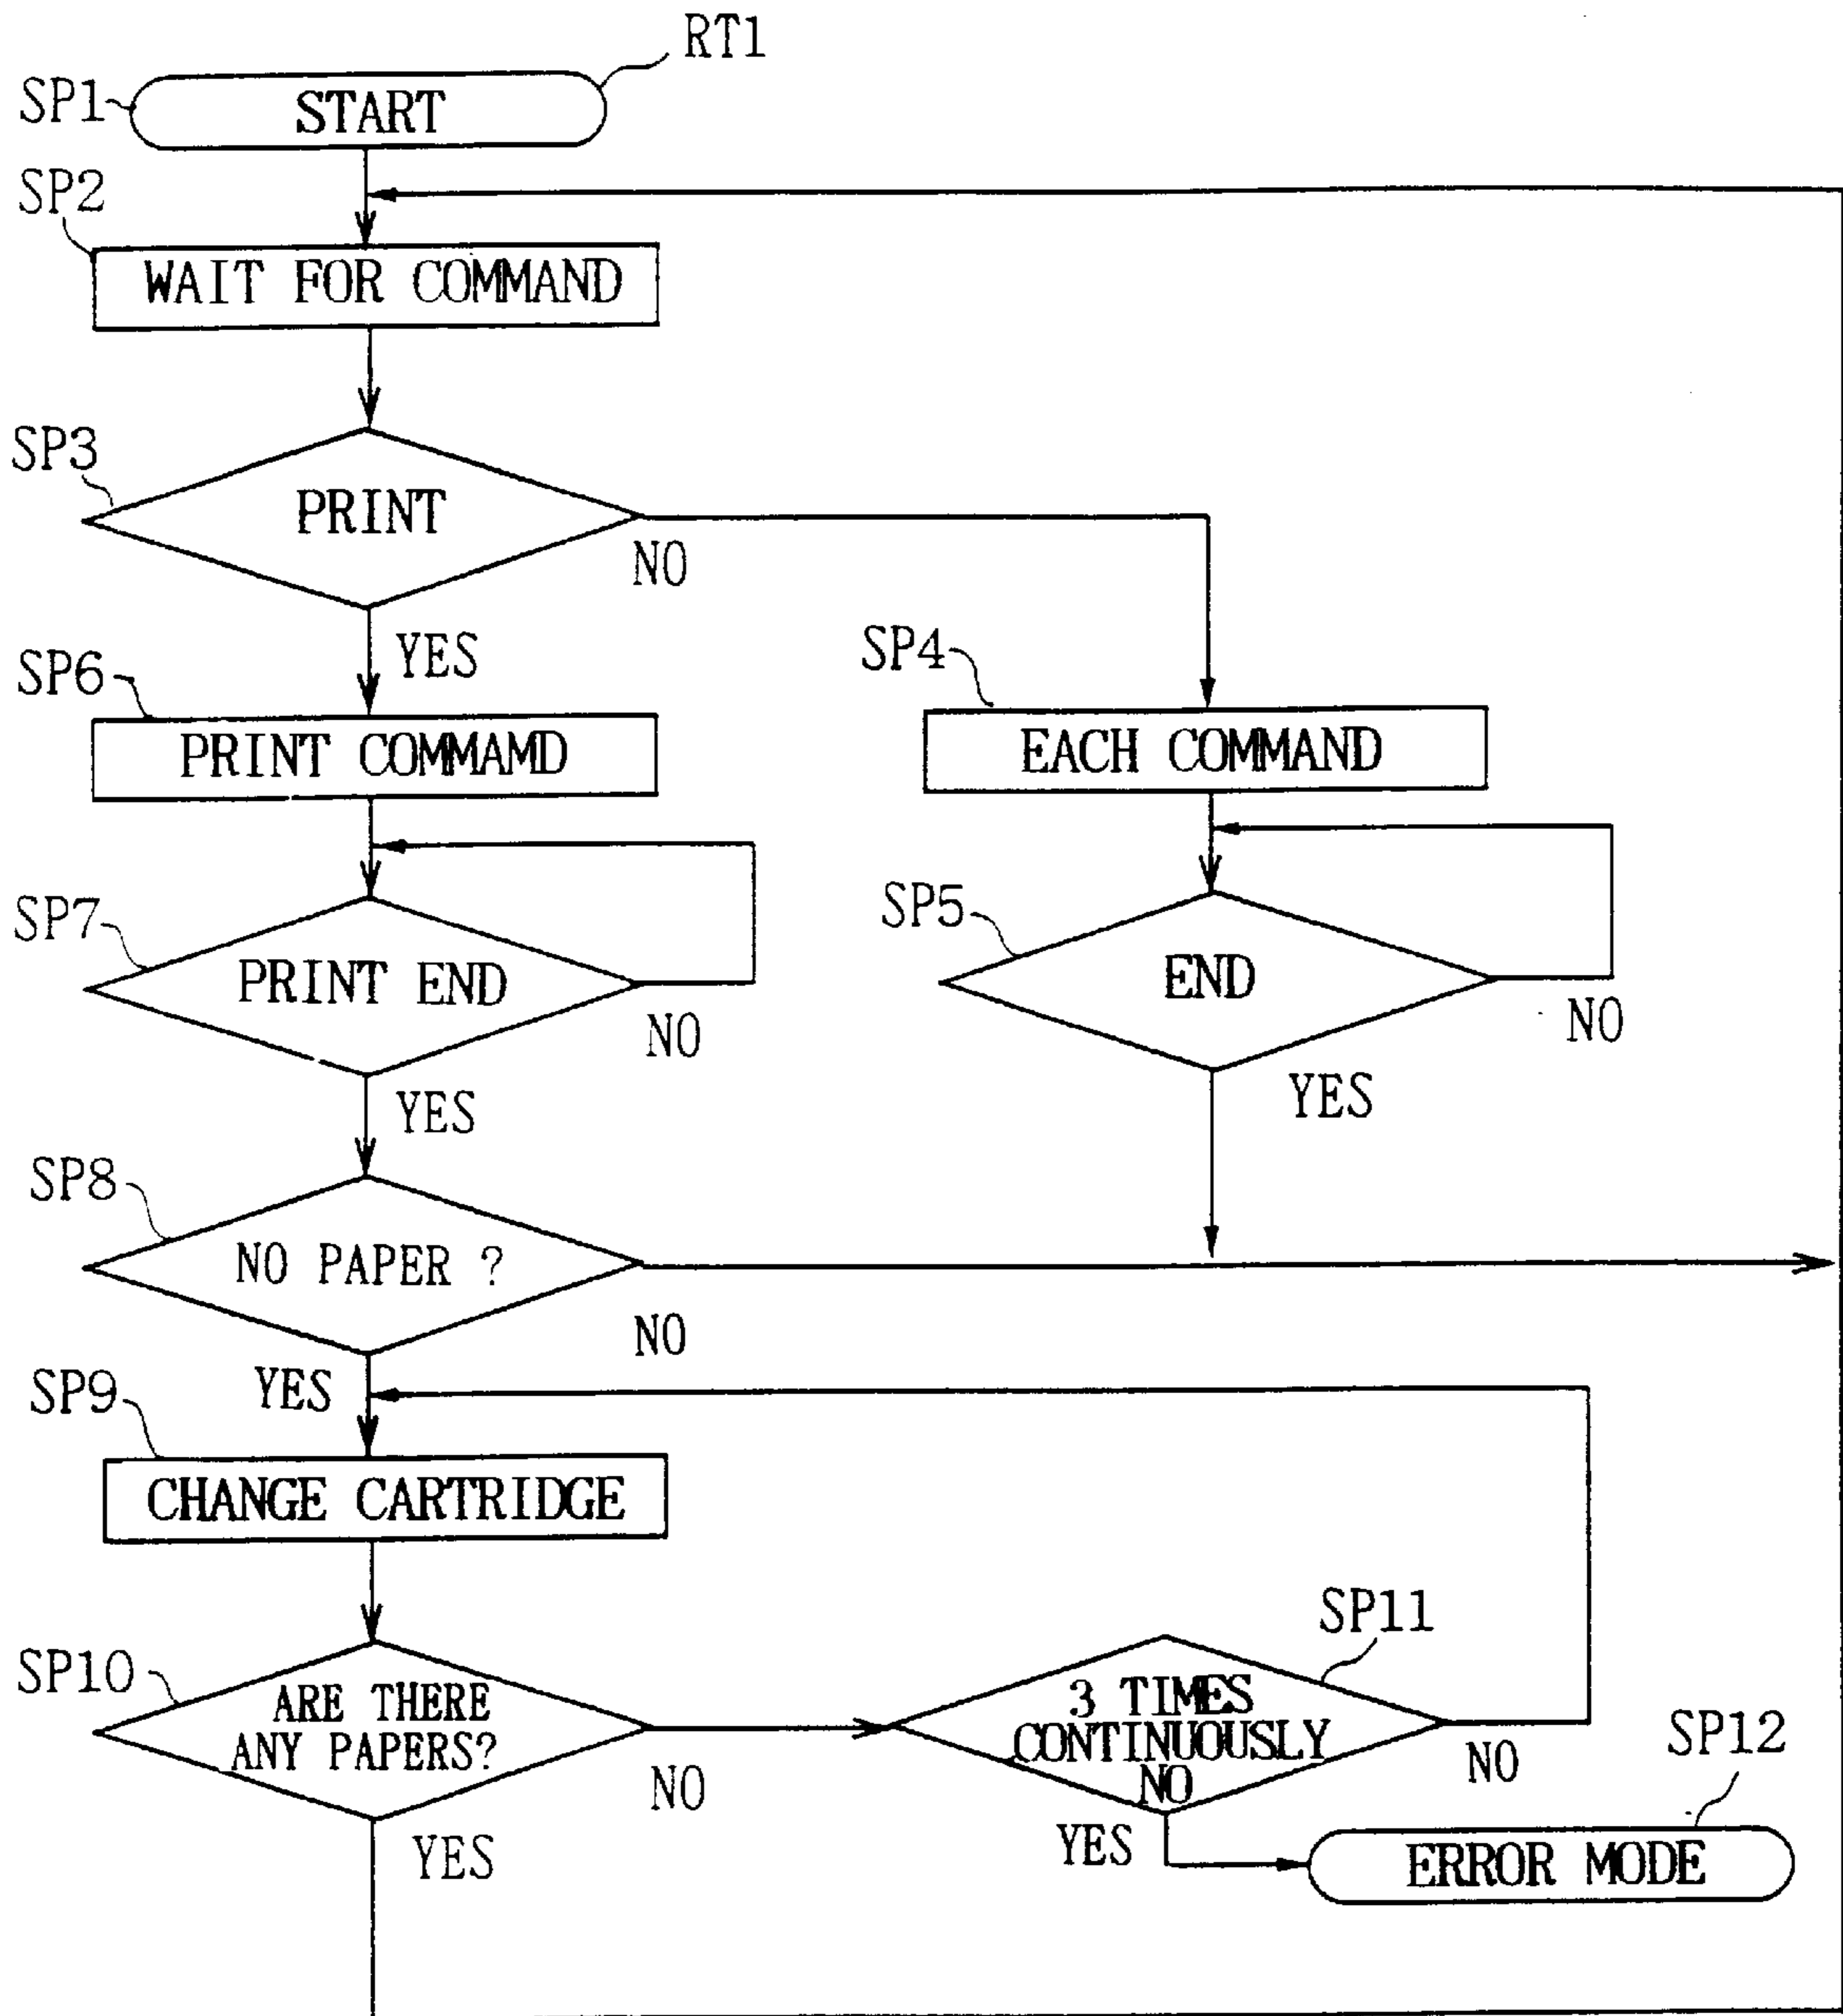 RT1
SP1
START
SP2
WAIT FOR COMMAND
SP3
PRINT
NO
YES
SP6
PRINT COMMAMD
SP4
EACH COMMAND
SP7
PRINT END
NO
YES
SP5
END
NO
YES
SP8
NO PAPER ?
NO
YES
SP9
CHANGE CARTRIDGE
SP10
ARE THERE
ANY PAPERS?
NO
YES
SP11
3 TIMES
CONTINUOUSLY
NO
NO
YES
SP12
ERROR MODE